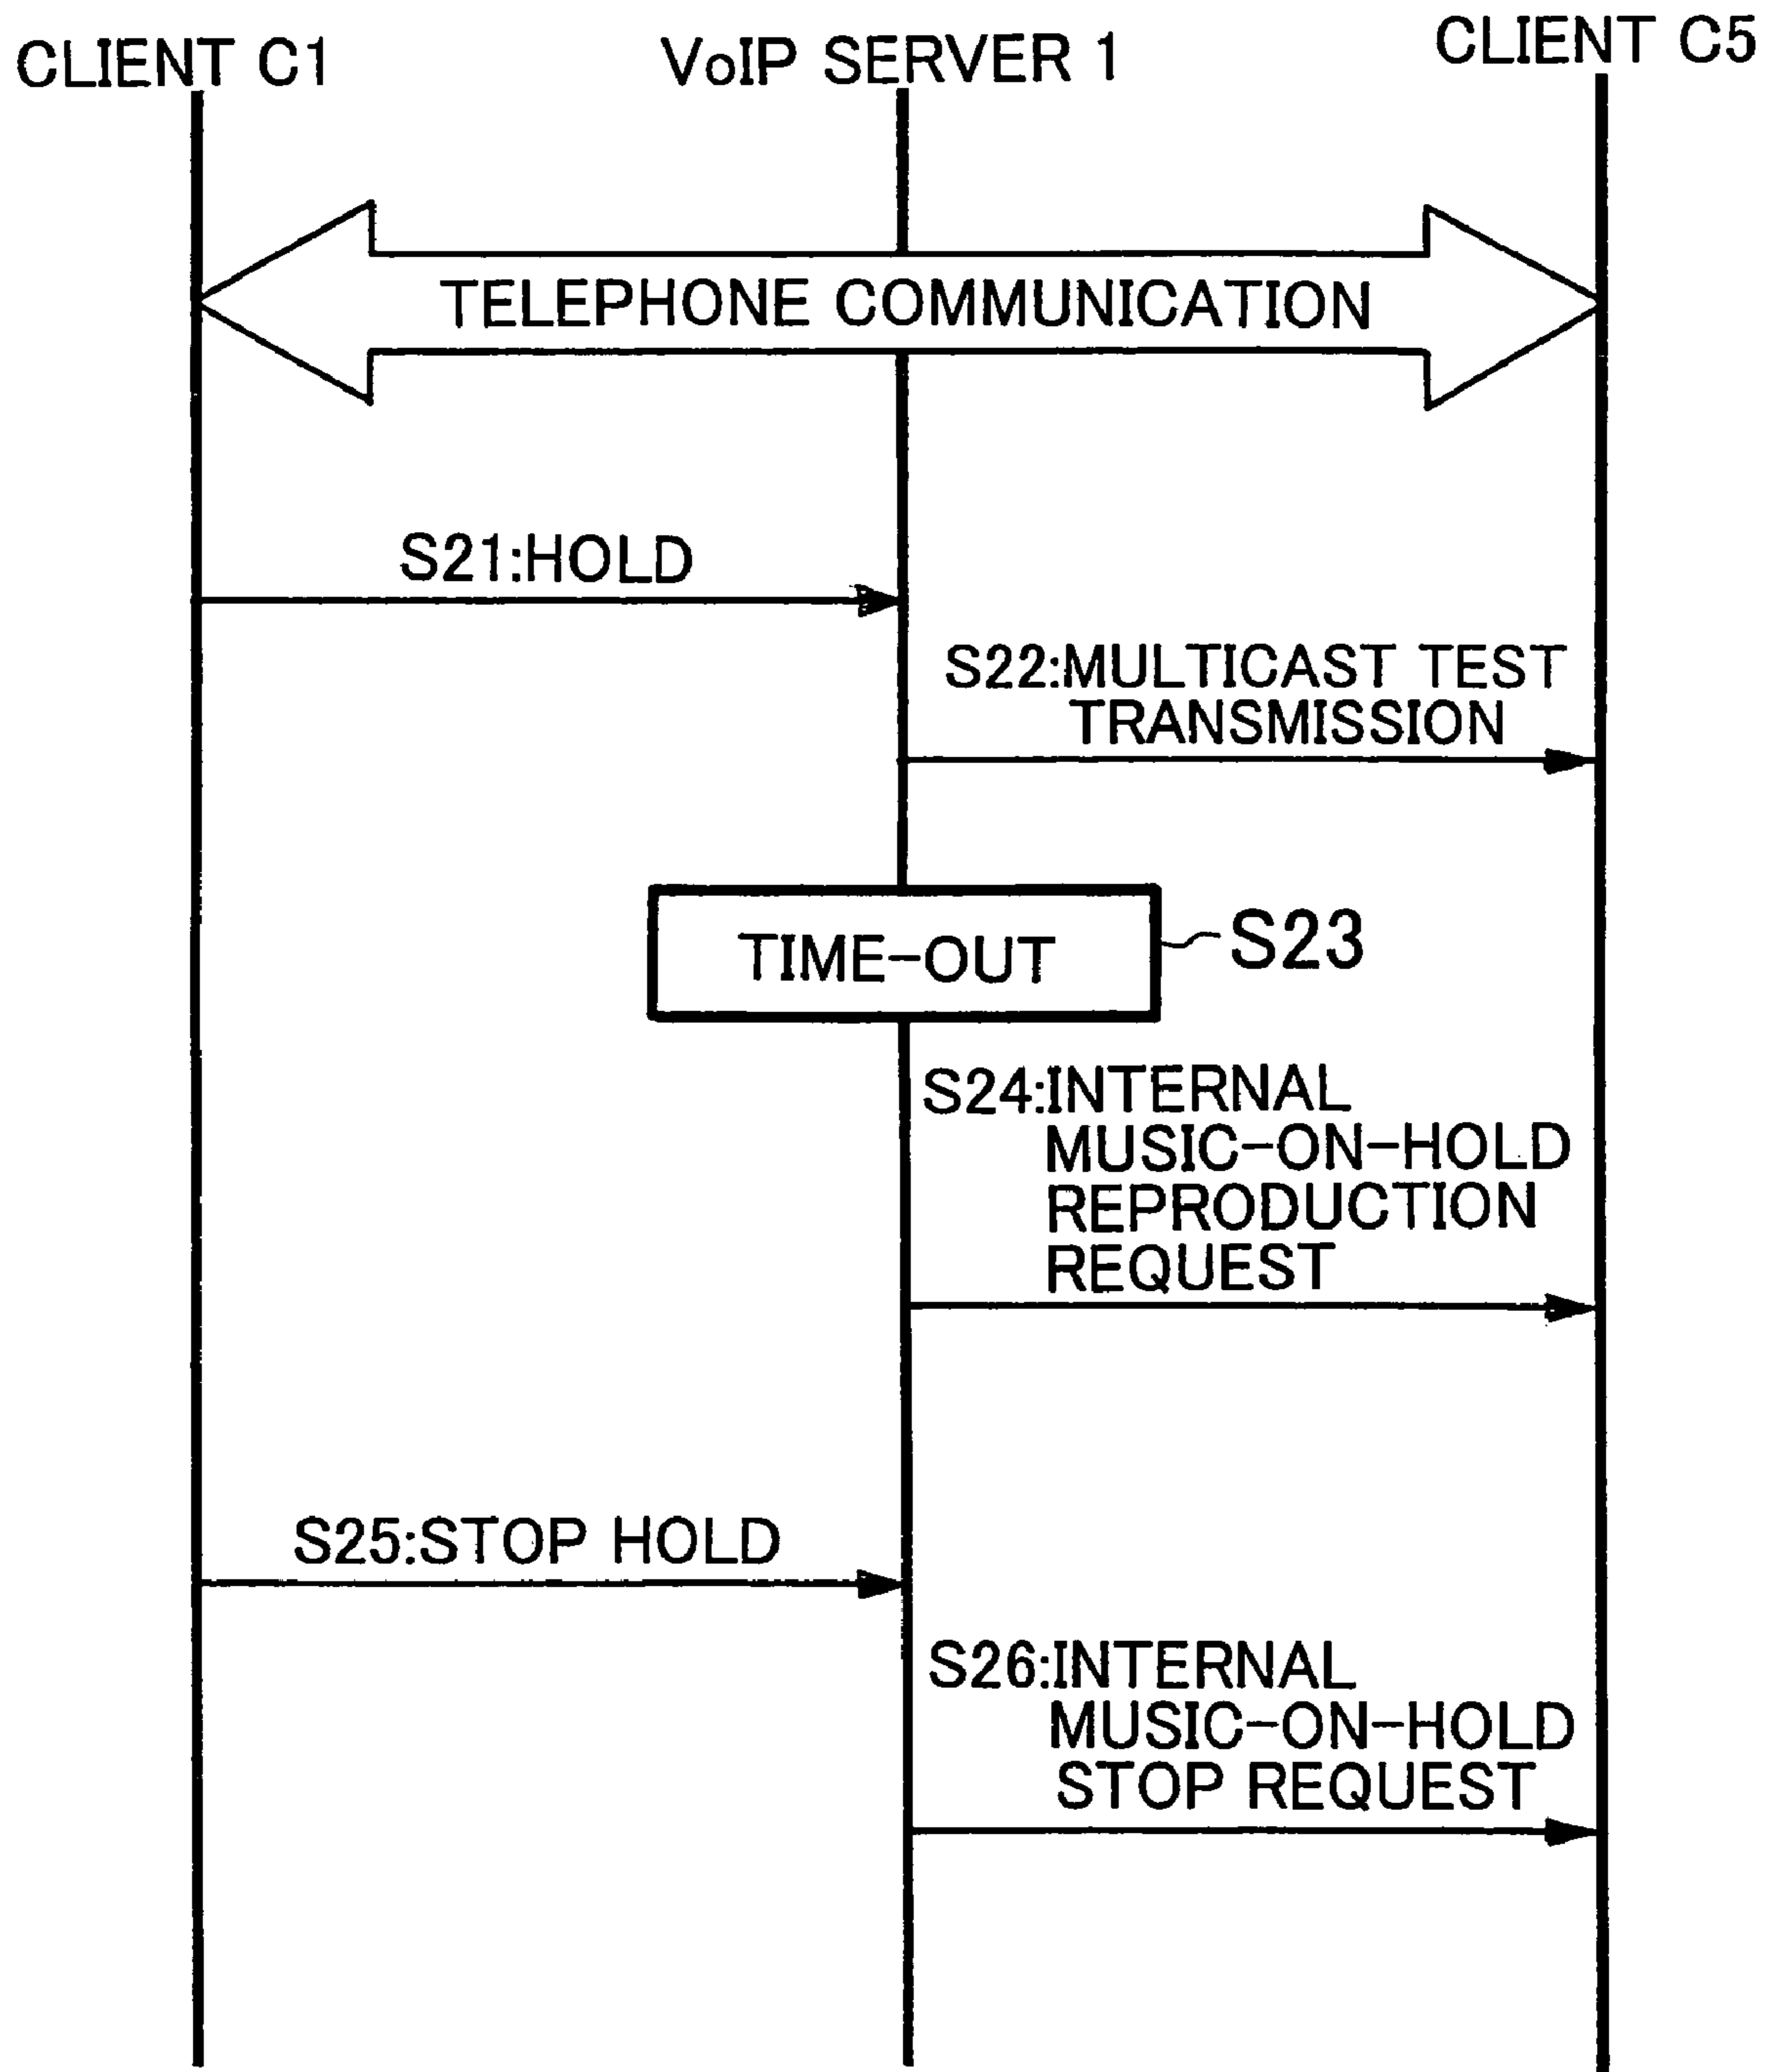 CLIENT C1
VoIP SERVER 1
CLIENT C5
TELEPHONE COMMUNICATION
S21:HOLD
S22:MULTICAST TEST
TRANSMISSION
TIME-OUT
S23
S24:INTERNAL
MUSIC-ON-HOLD
REPRODUCTION
REQUEST
S25:STOP HOLD
S26:INTERNAL
MUSIC-ON-HOLD
STOP REQUEST